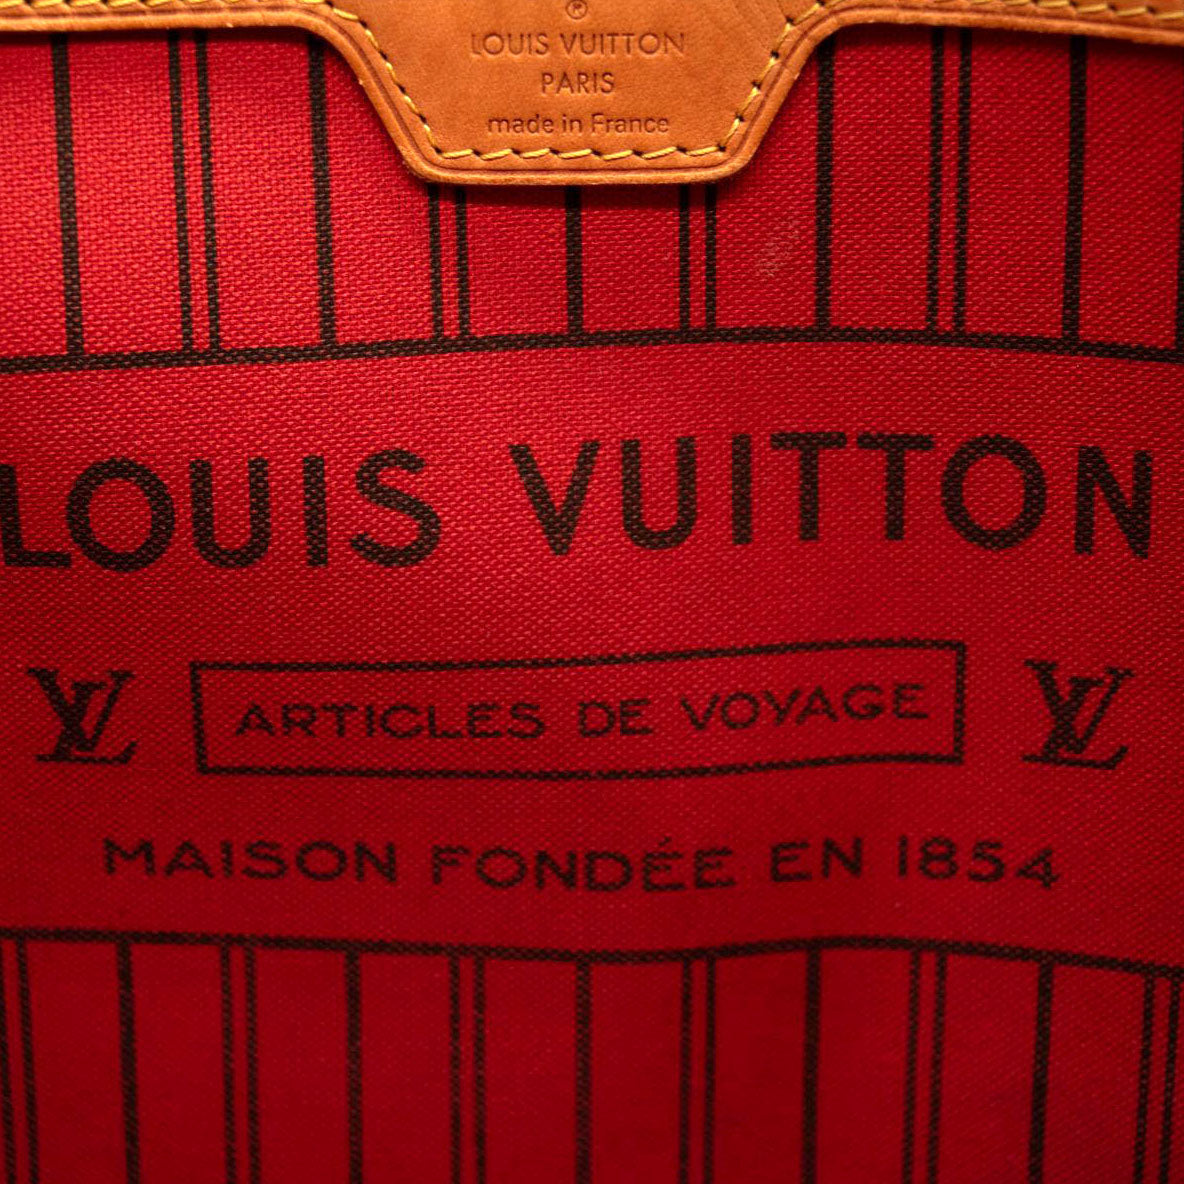 ®
LOUIS VUITTON
PARIS
made in France
LOUIS VUITTON
LV ARTICLES DE VOYAGE LV
MAISON FONDÉE EN 1854